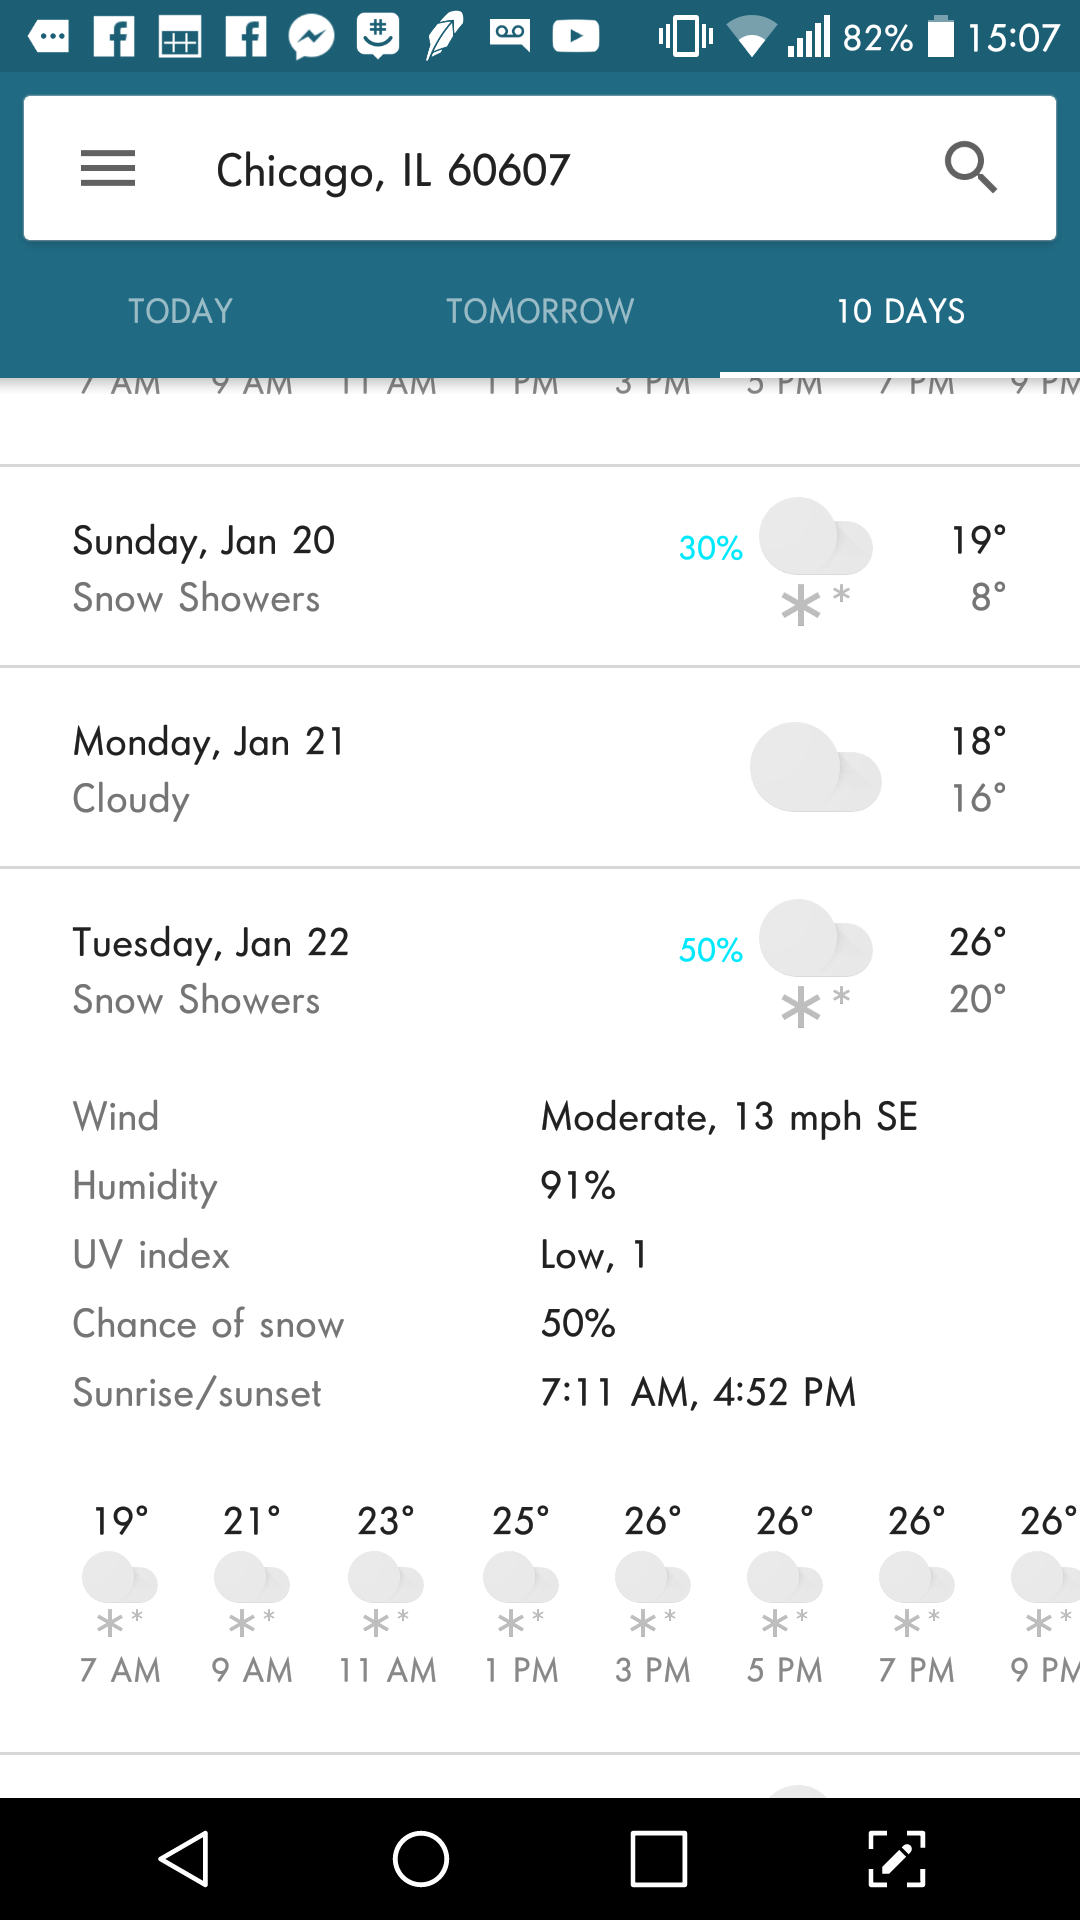 82% 15:07
Chicago, IL 60607
TODAY TOMORROW 10 DAYS
7 AM 9 AM 11 AM 1 PM 3 PM 5 PM 7 PM 9 PM
Sunday, Jan 20 30% 19°
Snow Showers 8°
Monday, Jan 21 18°
Cloudy 16°
Tuesday, Jan 22 50% 26°
Snow Showers 20°
Wind Moderate, 13 mph SE
Humidity 91%
UV index Low, 1
Chance of snow 50%
Sunrise/sunset 7:11 AM, 4:52 PM
19° 21° 23° 25° 26° 26° 26° 26°
7 AM 9 AM 11 AM 1 PM 3 PM 5 PM 7 PM 9 PM